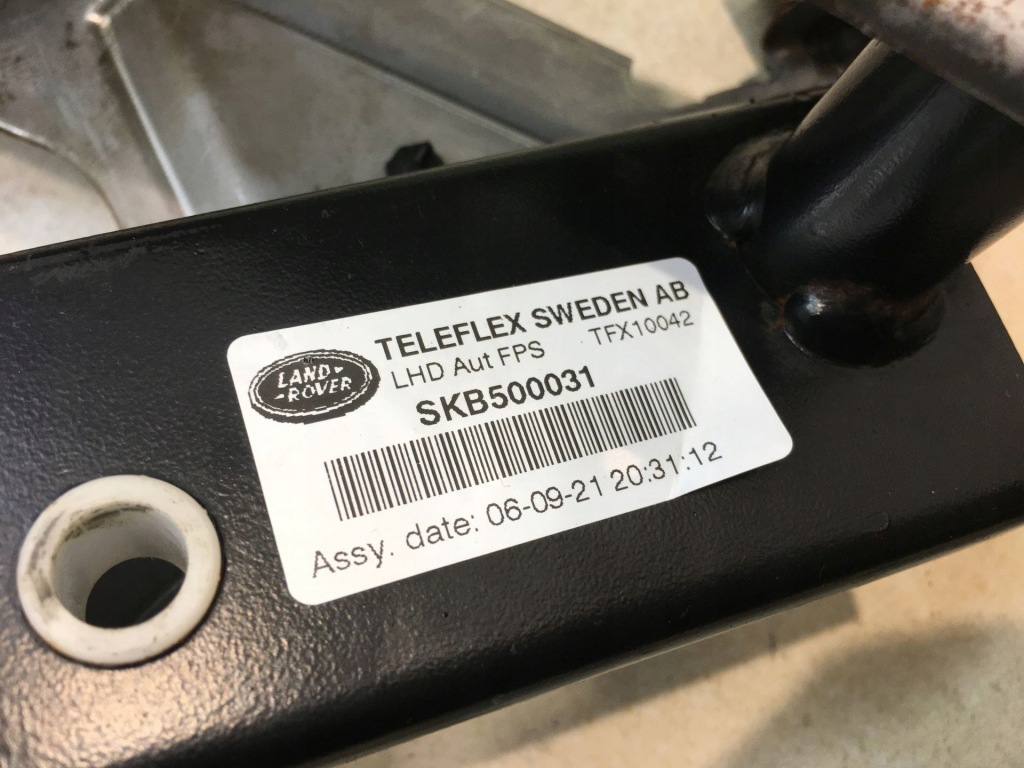 LAND-
-ROVER
TELEFLEX SWEDEN AB
LHD Aut FPS TFX10042
SKB500031
Assy. date: 06-09-21 20:31:12